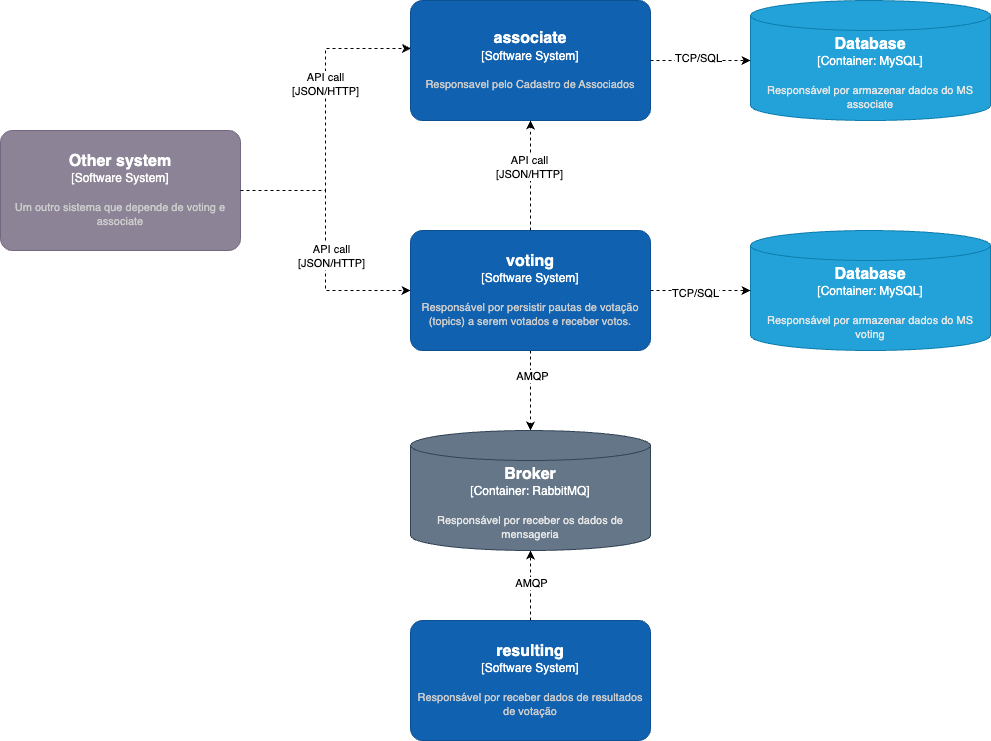 associate
[Software System]
Responsavel pelo Cadastro de Associados
TCP/SQL
Database
[Container: MySQL]
Responsável por armazenar dados do MS
associate
API call
[JSON/HTTP]
Other system
[Software System]
Um outro sistema que depende de voting e
associate
API call
[JSON/HTTP]
API call
[JSON/HTTP]
voting
[Software System]
Responsável por persistir pautas de votação
(topics) a serem votados e receber votos.
TCP/SQL
Database
[Container: MySQL]
Responsável por armazenar dados do MS
voting
AMQP
Broker
[Container: RabbitMQ]
Responsável por receber os dados de
mensageria
AMQP
resulting
[Software System]
Responsável por receber dados de resultados
de votação